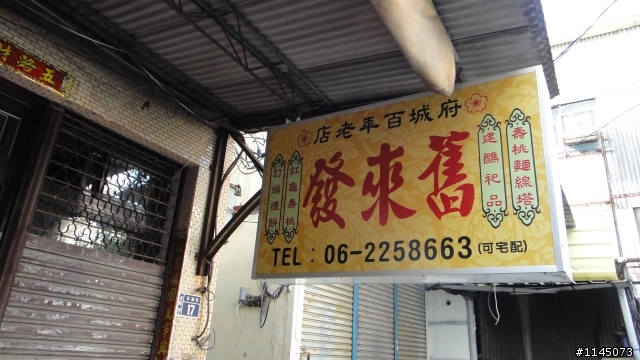 府城百年老店
舊來發
壽桃麵線塔
建醮祀品
紅龜壽桃
訂婚禮餅
TEL：06-2258663(可宅配)
17
#1145073